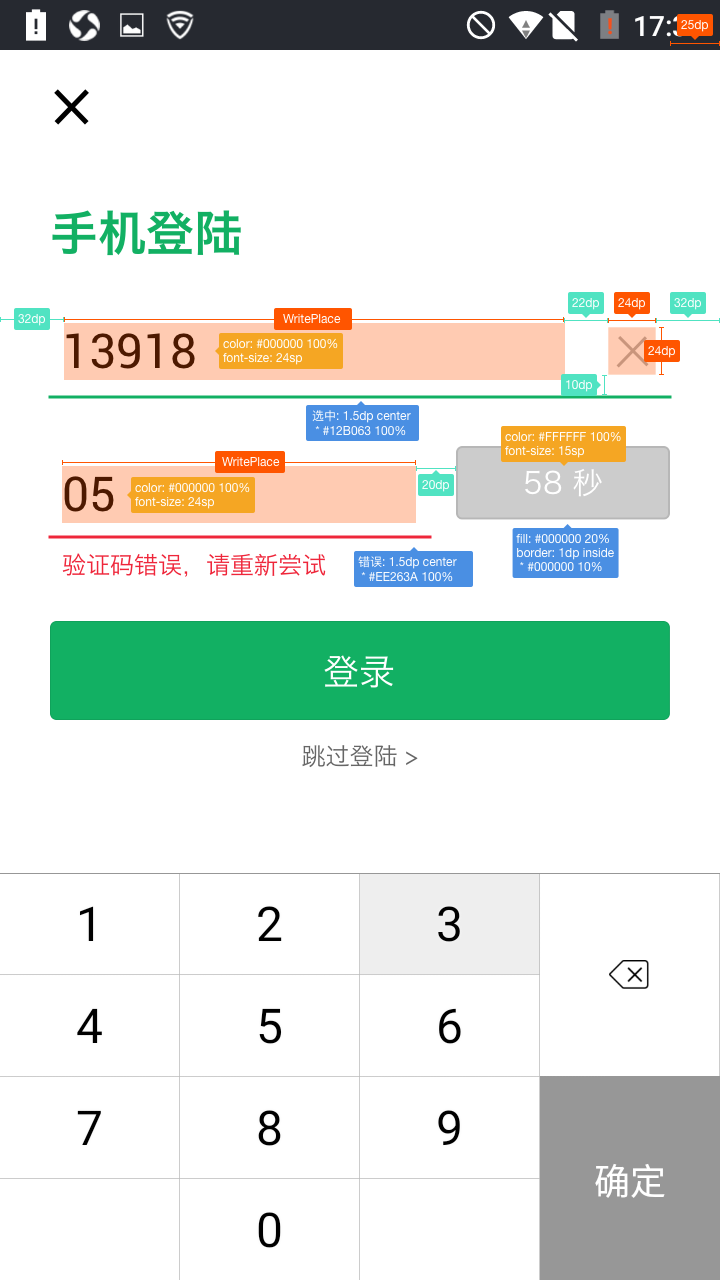 17:3
25dp
手机登陆
22dp
24dp
32dp
32dp
WritePlace
13918
color: #000000 100%
font-size: 24sp
24dp
10dp
选中: 1.5dp center
* #12B063 100%
WritePlace
color: #FFFFFF 100%
font-size: 15sp
05
color: #000000 100%
font-size: 24sp
20dp
58 秒
验证码错误，请重新尝试
错误: 1.5dp center
* #EE263A 100%
fill: #000000 20%
border: 1dp inside
* #000000 10%
登录
跳过登陆 >
1
2
3
4
5
6
7
8
9
确定
0